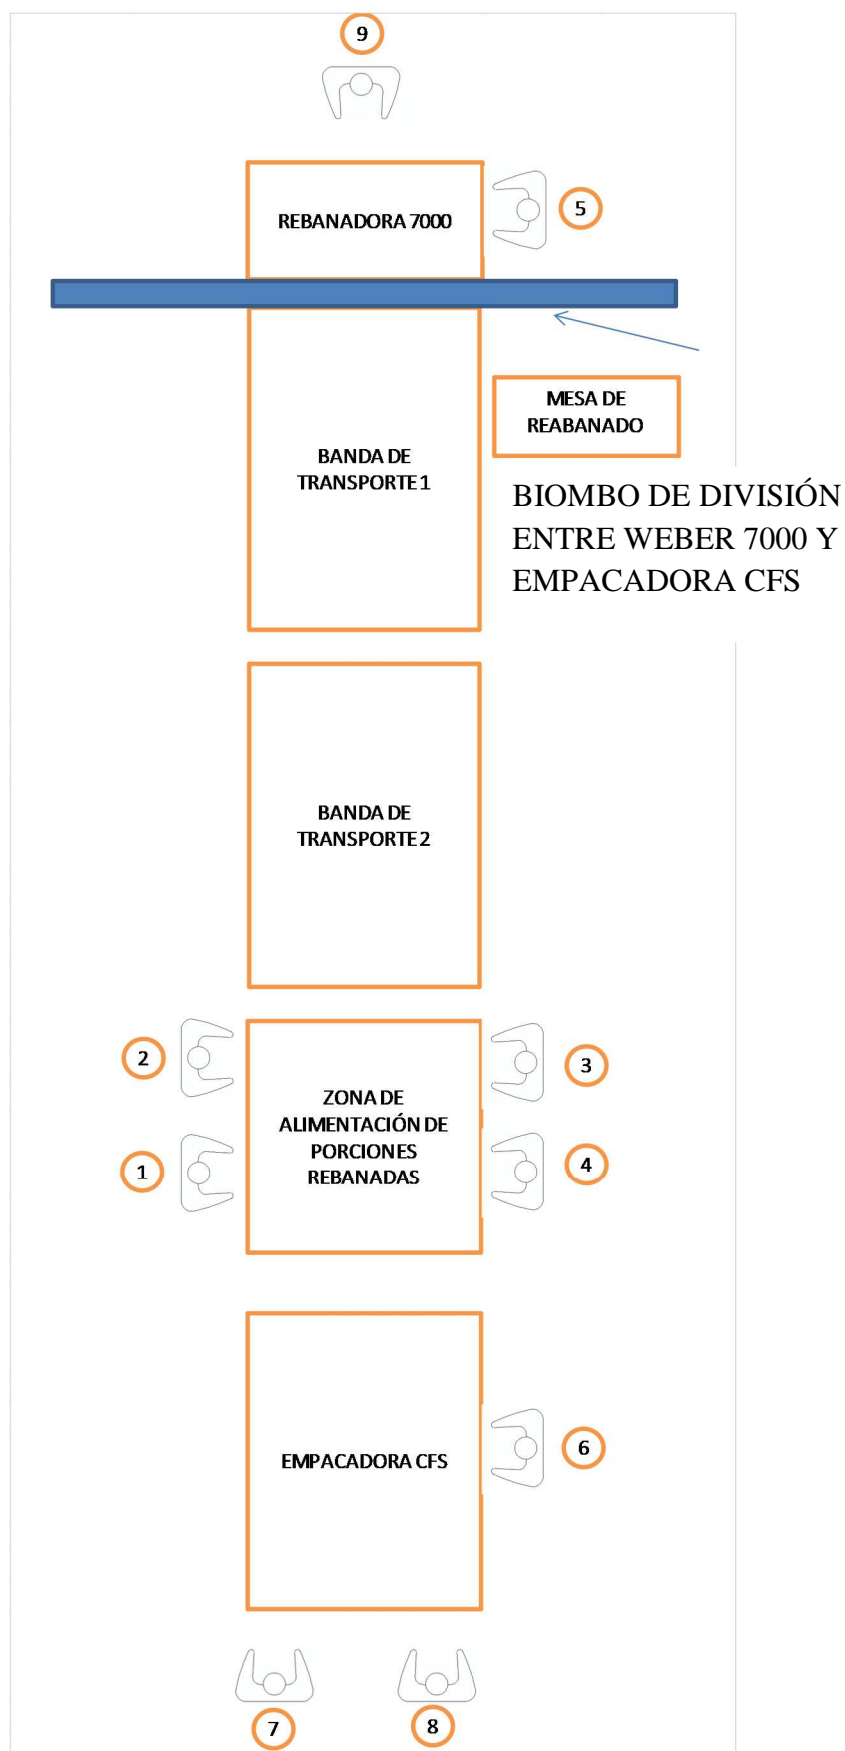 9
REBANADORA 7000
5
MESA DE
REABANADO
BANDA DE
TRANSPORTE 1
BIOMBO DE DIVISIÓN
ENTRE WEBER 7000 Y
EMPACADORA CFS
BANDA DE
TRANSPORTE 2
2
3
ZONA DE
ALIMENTACIÓN DE
PORCIONES
REBANADAS
1
4
EMPACADORA CFS
6
7
8